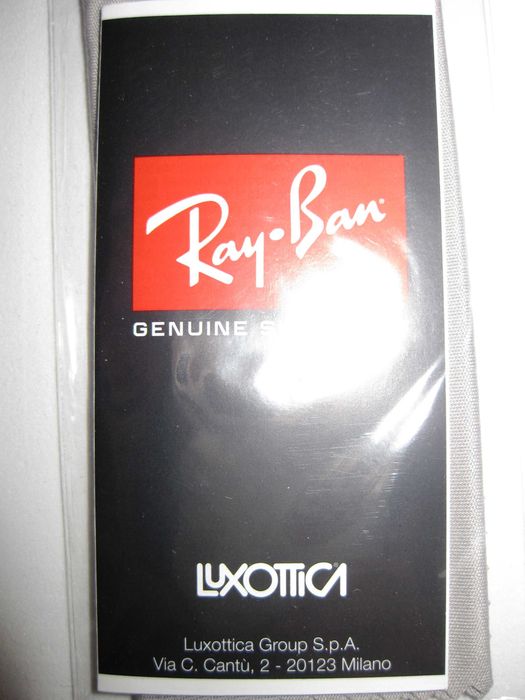 Ray-Ban
GENUINE
LUXOTTICA
Luxottica Group S.p.A.
Via C. Cantù, 2 - 20123 Milano